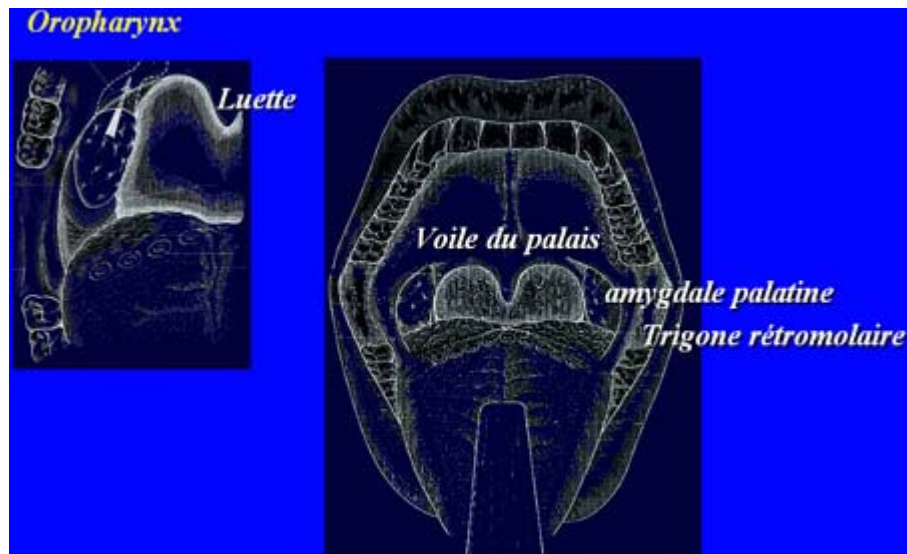 Oropharynx
Luette
Voile du palais
amygdale palatine
Trigone rétromolaire